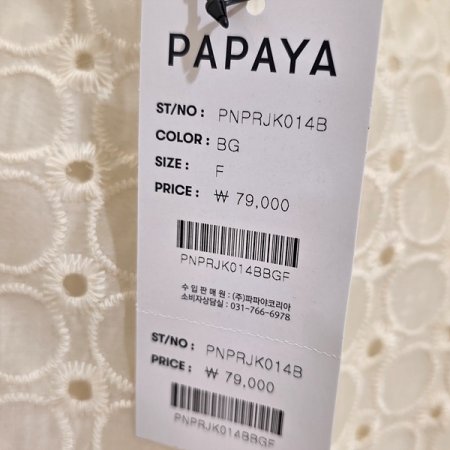 PAPAYA
ST/NO : PNPRJK014B
COLOR : BG
SIZE : F
PRICE : ₩ 79,000
PNPRJK014BBGF
수 입 판 매 원 : (주)파파야코리아
소비자상담실 : 031-766-6978
ST/NO : PNPRJK014B
PRICE : ₩ 79,000
PNPRJK014BBGF